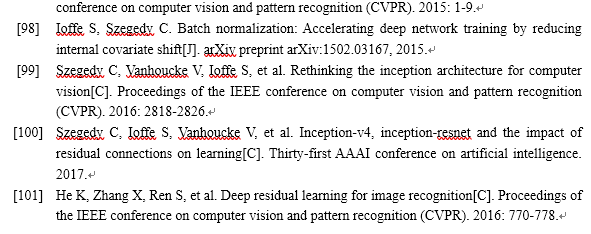 conference on computer vision and pattern recognition (CVPR). 2015: 1-9.↵
[98] Ioffe S, Szegedy C. Batch normalization: Accelerating deep network training by reducing
internal covariate shift[J]. arXiv preprint arXiv:1502.03167, 2015.↵
[99] Szegedy C, Vanhoucke V, Ioffe S, et al. Rethinking the inception architecture for computer
vision[C]. Proceedings of the IEEE conference on computer vision and pattern recognition
(CVPR). 2016: 2818-2826.↵
[100] Szegedy C, Ioffe S, Vanhoucke V, et al. Inception-v4, inception-resnet and the impact of
residual connections on learning[C]. Thirty-first AAAI conference on artificial intelligence.
2017.↵
[101] He K, Zhang X, Ren S, et al. Deep residual learning for image recognition[C]. Proceedings of
the IEEE conference on computer vision and pattern recognition (CVPR). 2016: 770-778.↵